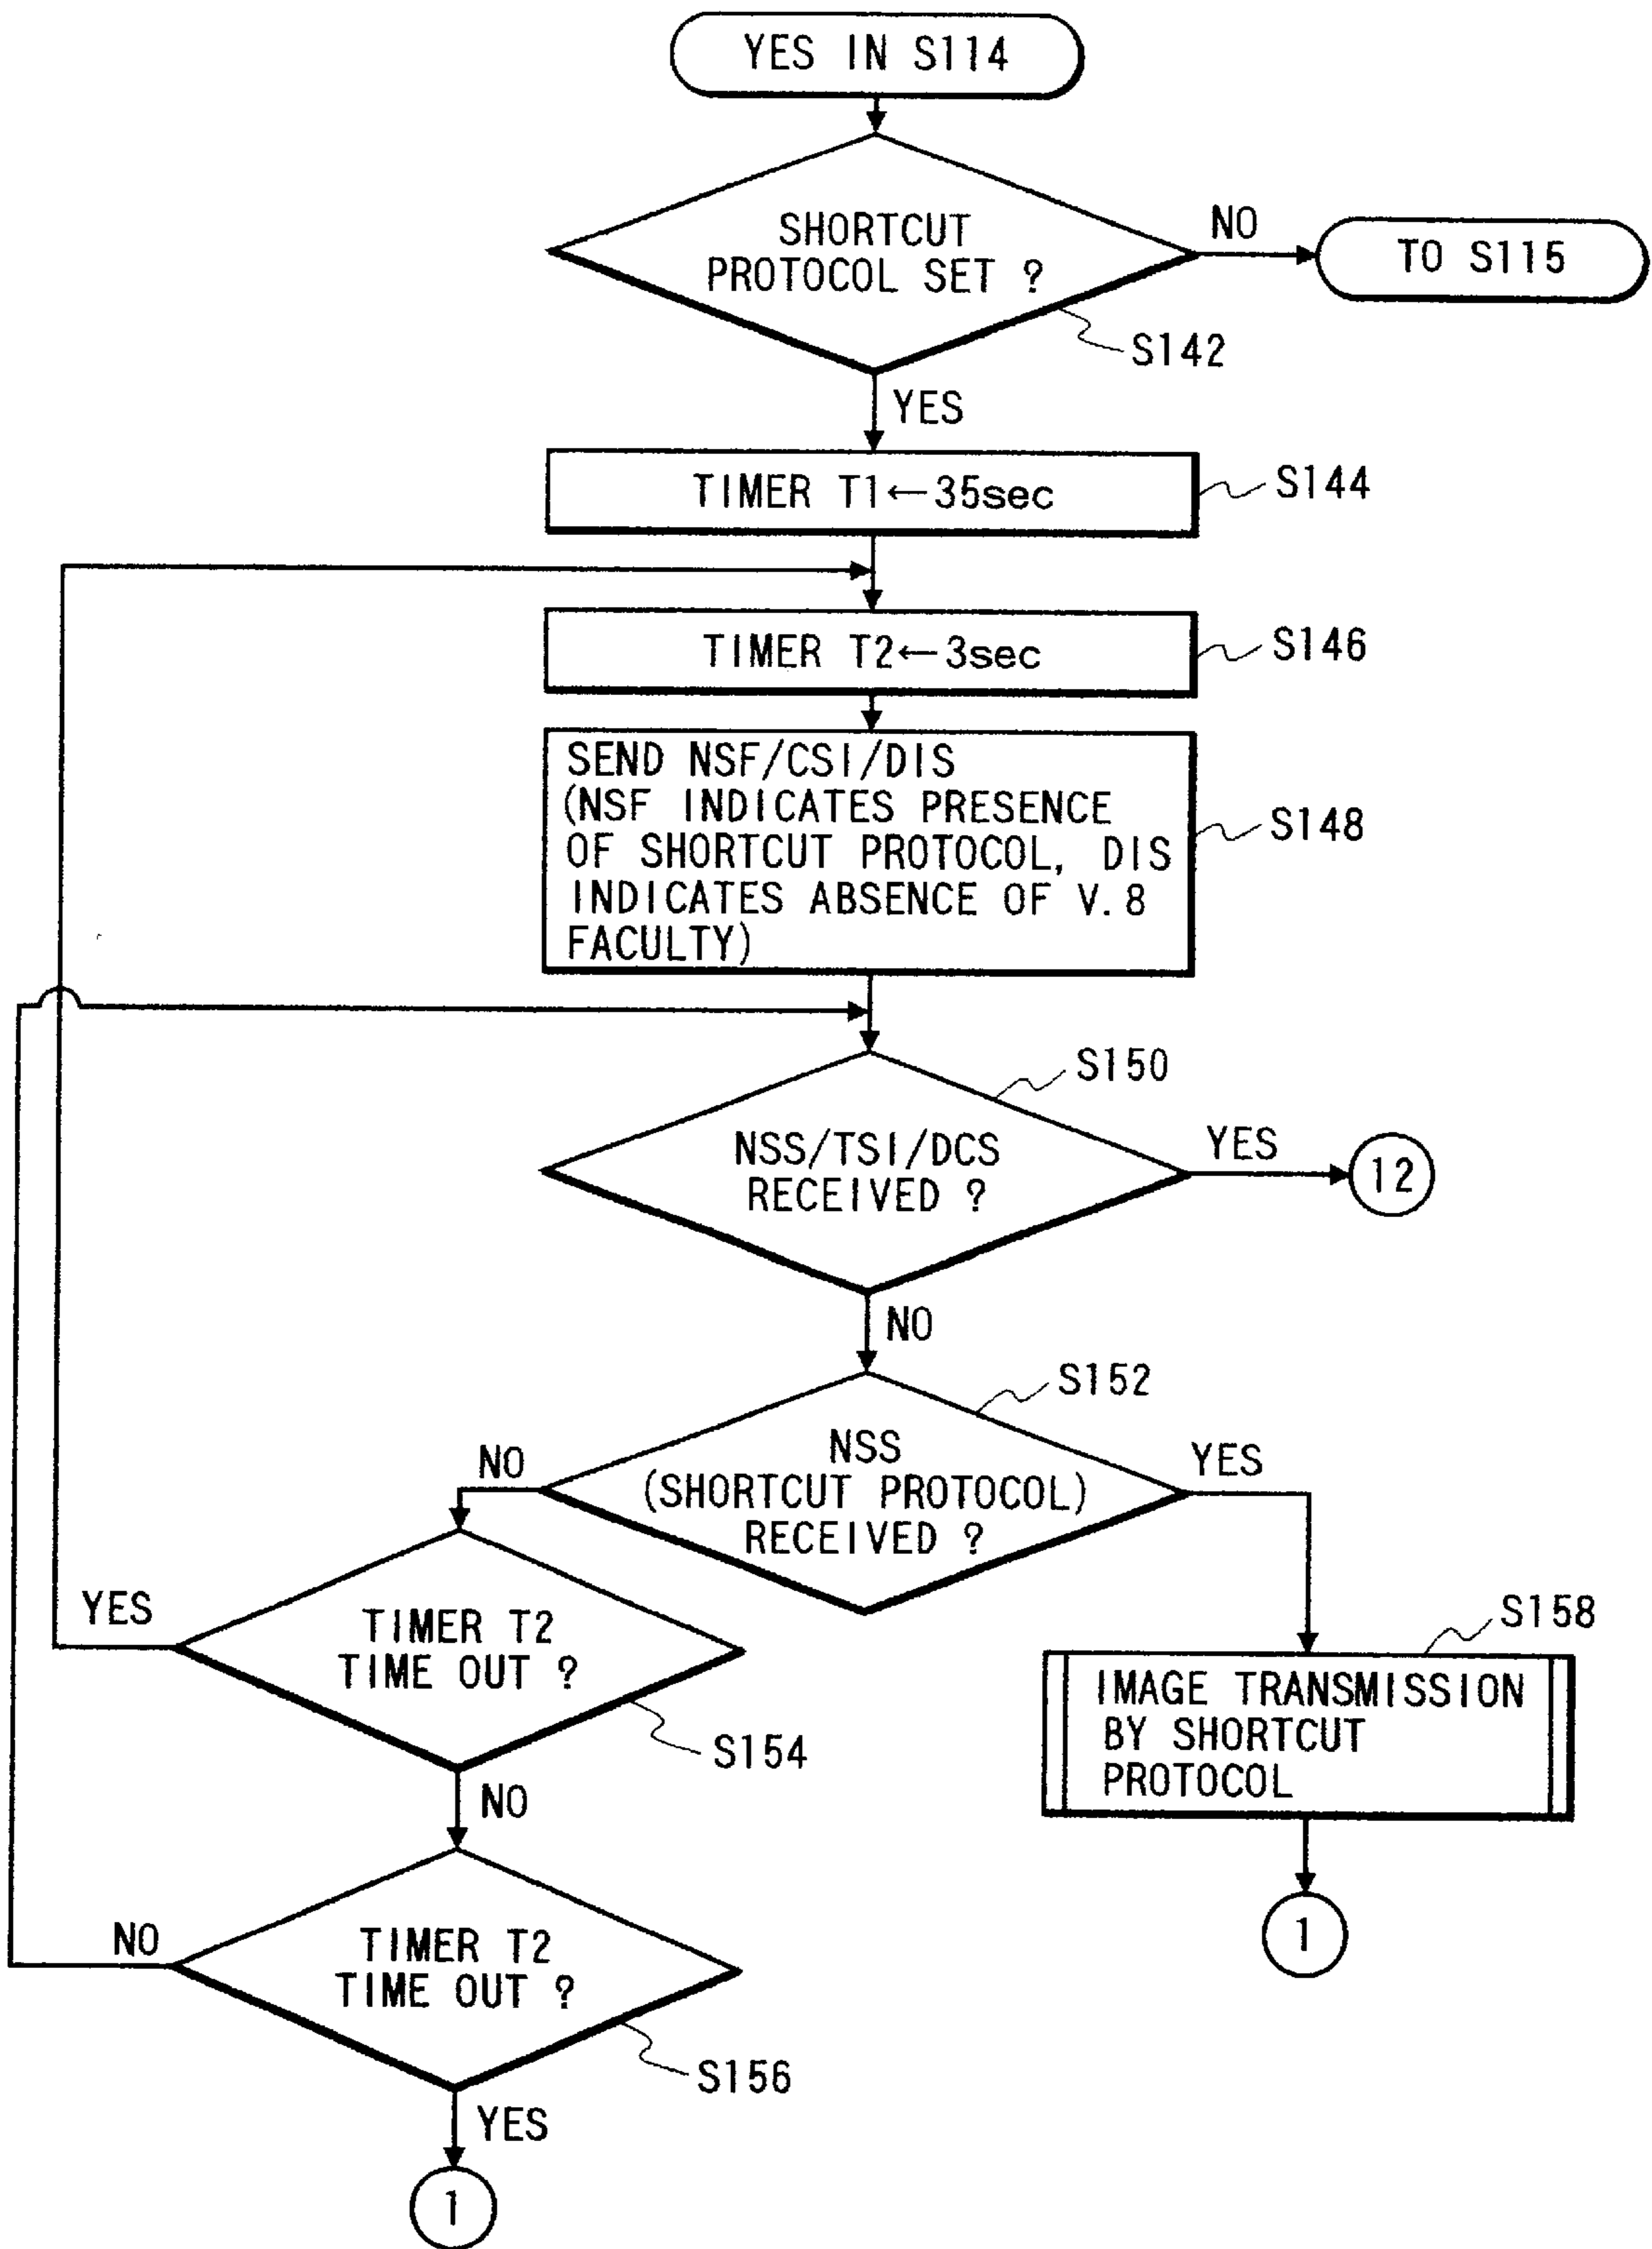 YES IN S114
SHORTCUT
PROTOCOL SET ?
NO
TO S115
S142
YES
TIMER T1←35sec
S144
TIMER T2←3sec
S146
SEND NSF/CSI/DIS
(NSF INDICATES PRESENCE
OF SHORTCUT PROTOCOL, DIS
INDICATES ABSENCE OF V.8
FACULTY)
S148
S150
NSS/TSI/DCS
RECEIVED ?
YES
12
NO
S152
NSS
(SHORTCUT PROTOCOL)
RECEIVED ?
NO
YES
TIMER T2
TIME OUT ?
YES
S154
NO
S158
IMAGE TRANSMISSION
BY SHORTCUT
PROTOCOL
1
TIMER T2
TIME OUT ?
NO
S156
YES
1